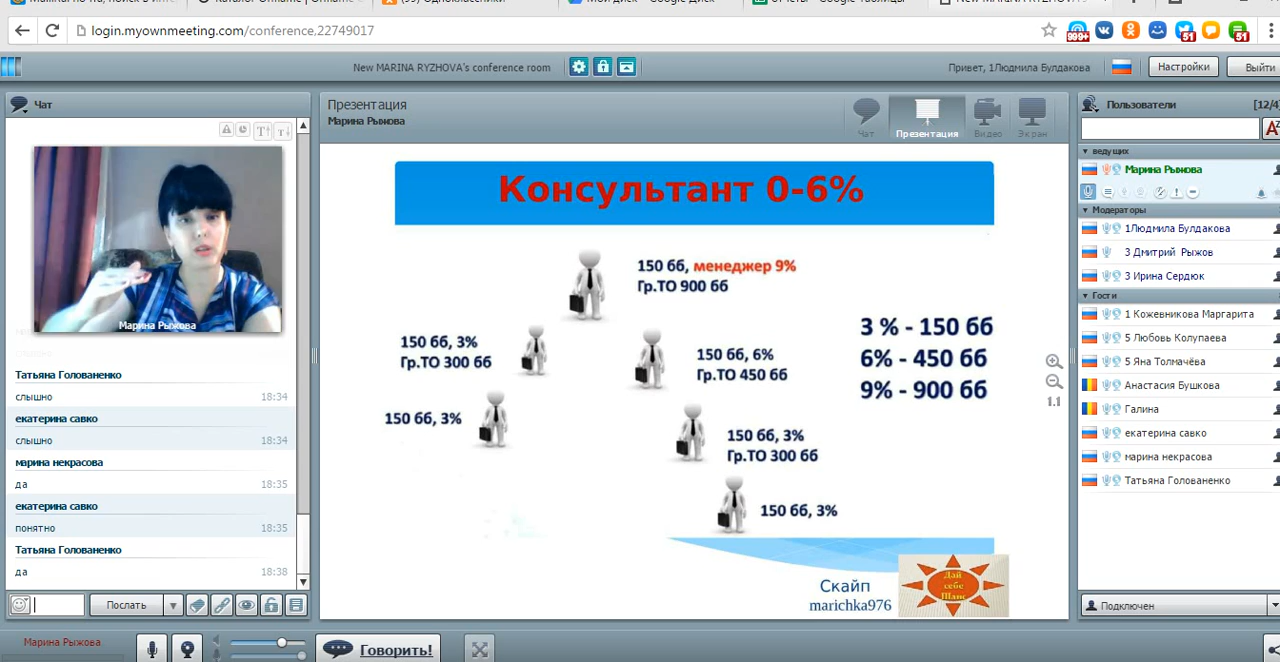 login.myownmeeting.com/conference.22749017
999+
51
51
New MARINA RYZHOVA's conference room
Привет, 1Людмила Булдакова
Настройки
Выйти
Чат
Марина Рыжова
Татьяна Голованенко
слышно 18:34
екатерина савко
слышно 18:34
марина некрасова
да 18:35
екатерина савко
понятно 18:35
Татьяна Голованенко
да 18:38
Послать
Марина Рыжова
Говорить!
Презентация
Марина Рыжова
Чат
Презентация
Видео
Экран
Консультант 0-6%
150 бб, менеджер 9%
Гр.ТО 900 бб
150 бб, 3%
Гр.ТО 300 бб
150 бб, 6%
Гр.ТО 450 бб
150 бб, 3%
150 бб, 3%
Гр.ТО 300 бб
150 бб, 3%
3 % - 150 бб
6% - 450 бб
9% - 900 бб
Скайп
marichka976
Дай
себе
Шанс
1:1
Пользователи
[12/4
ведущих
Марина Рыжова
Модераторы
1Людмила Булдакова
3 Дмитрий Рыжов
3 Ирина Сердюк
Гости
1 Кожевникова Маргарита
5 Любовь Колупаева
5 Яна Толмачёва
Анастасия Бушкова
Галина
екатерина савко
марина некрасова
Татьяна Голованенко
Подключен